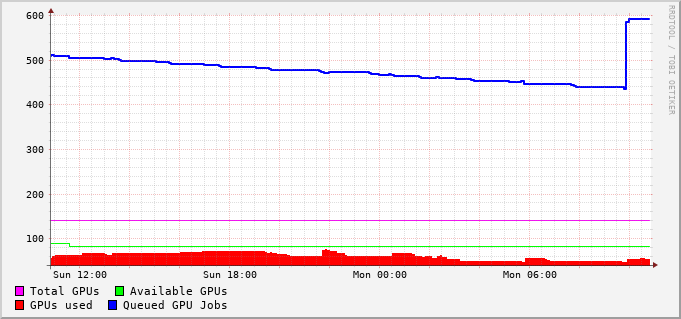 600
500
400
300
200
100
Sun 12:00 Sun 18:00 Mon 00:00 Mon 06:00
Total GPUs Available GPUs
GPUs used Queued GPU Jobs
RRDTOOL / TOBI OETIKER